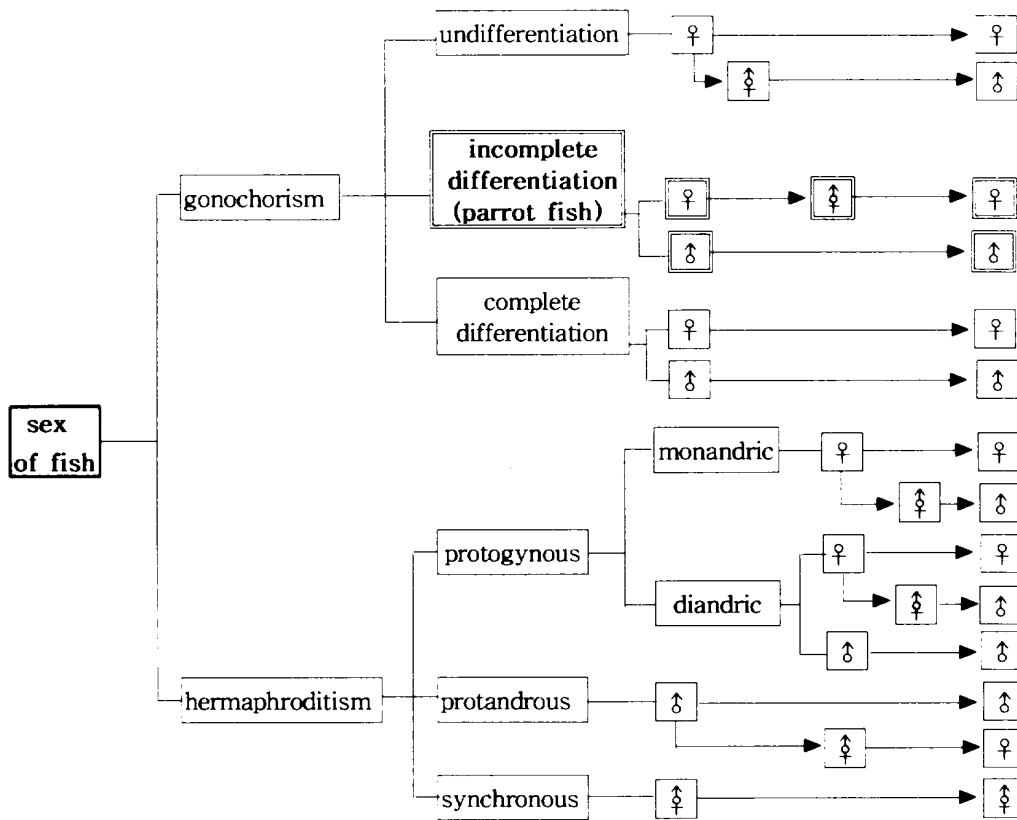 undifferentiation ♀ ♀
⚥ ♂
incomplete
differentiation
(parrot fish)
♀ ⚥ ♀
♂ ♂
gonochorism
complete
differentiation
♀ ♀
♂ ♂
sex
of fish
monandric ♀ ♀
⚥ ♂
protogynous
♀ ♀
diandric
⚥ ♂
♂ ♂
hermaphroditism
protandrous ♂ ♂
⚥ ♀
synchronous ⚥ ⚥